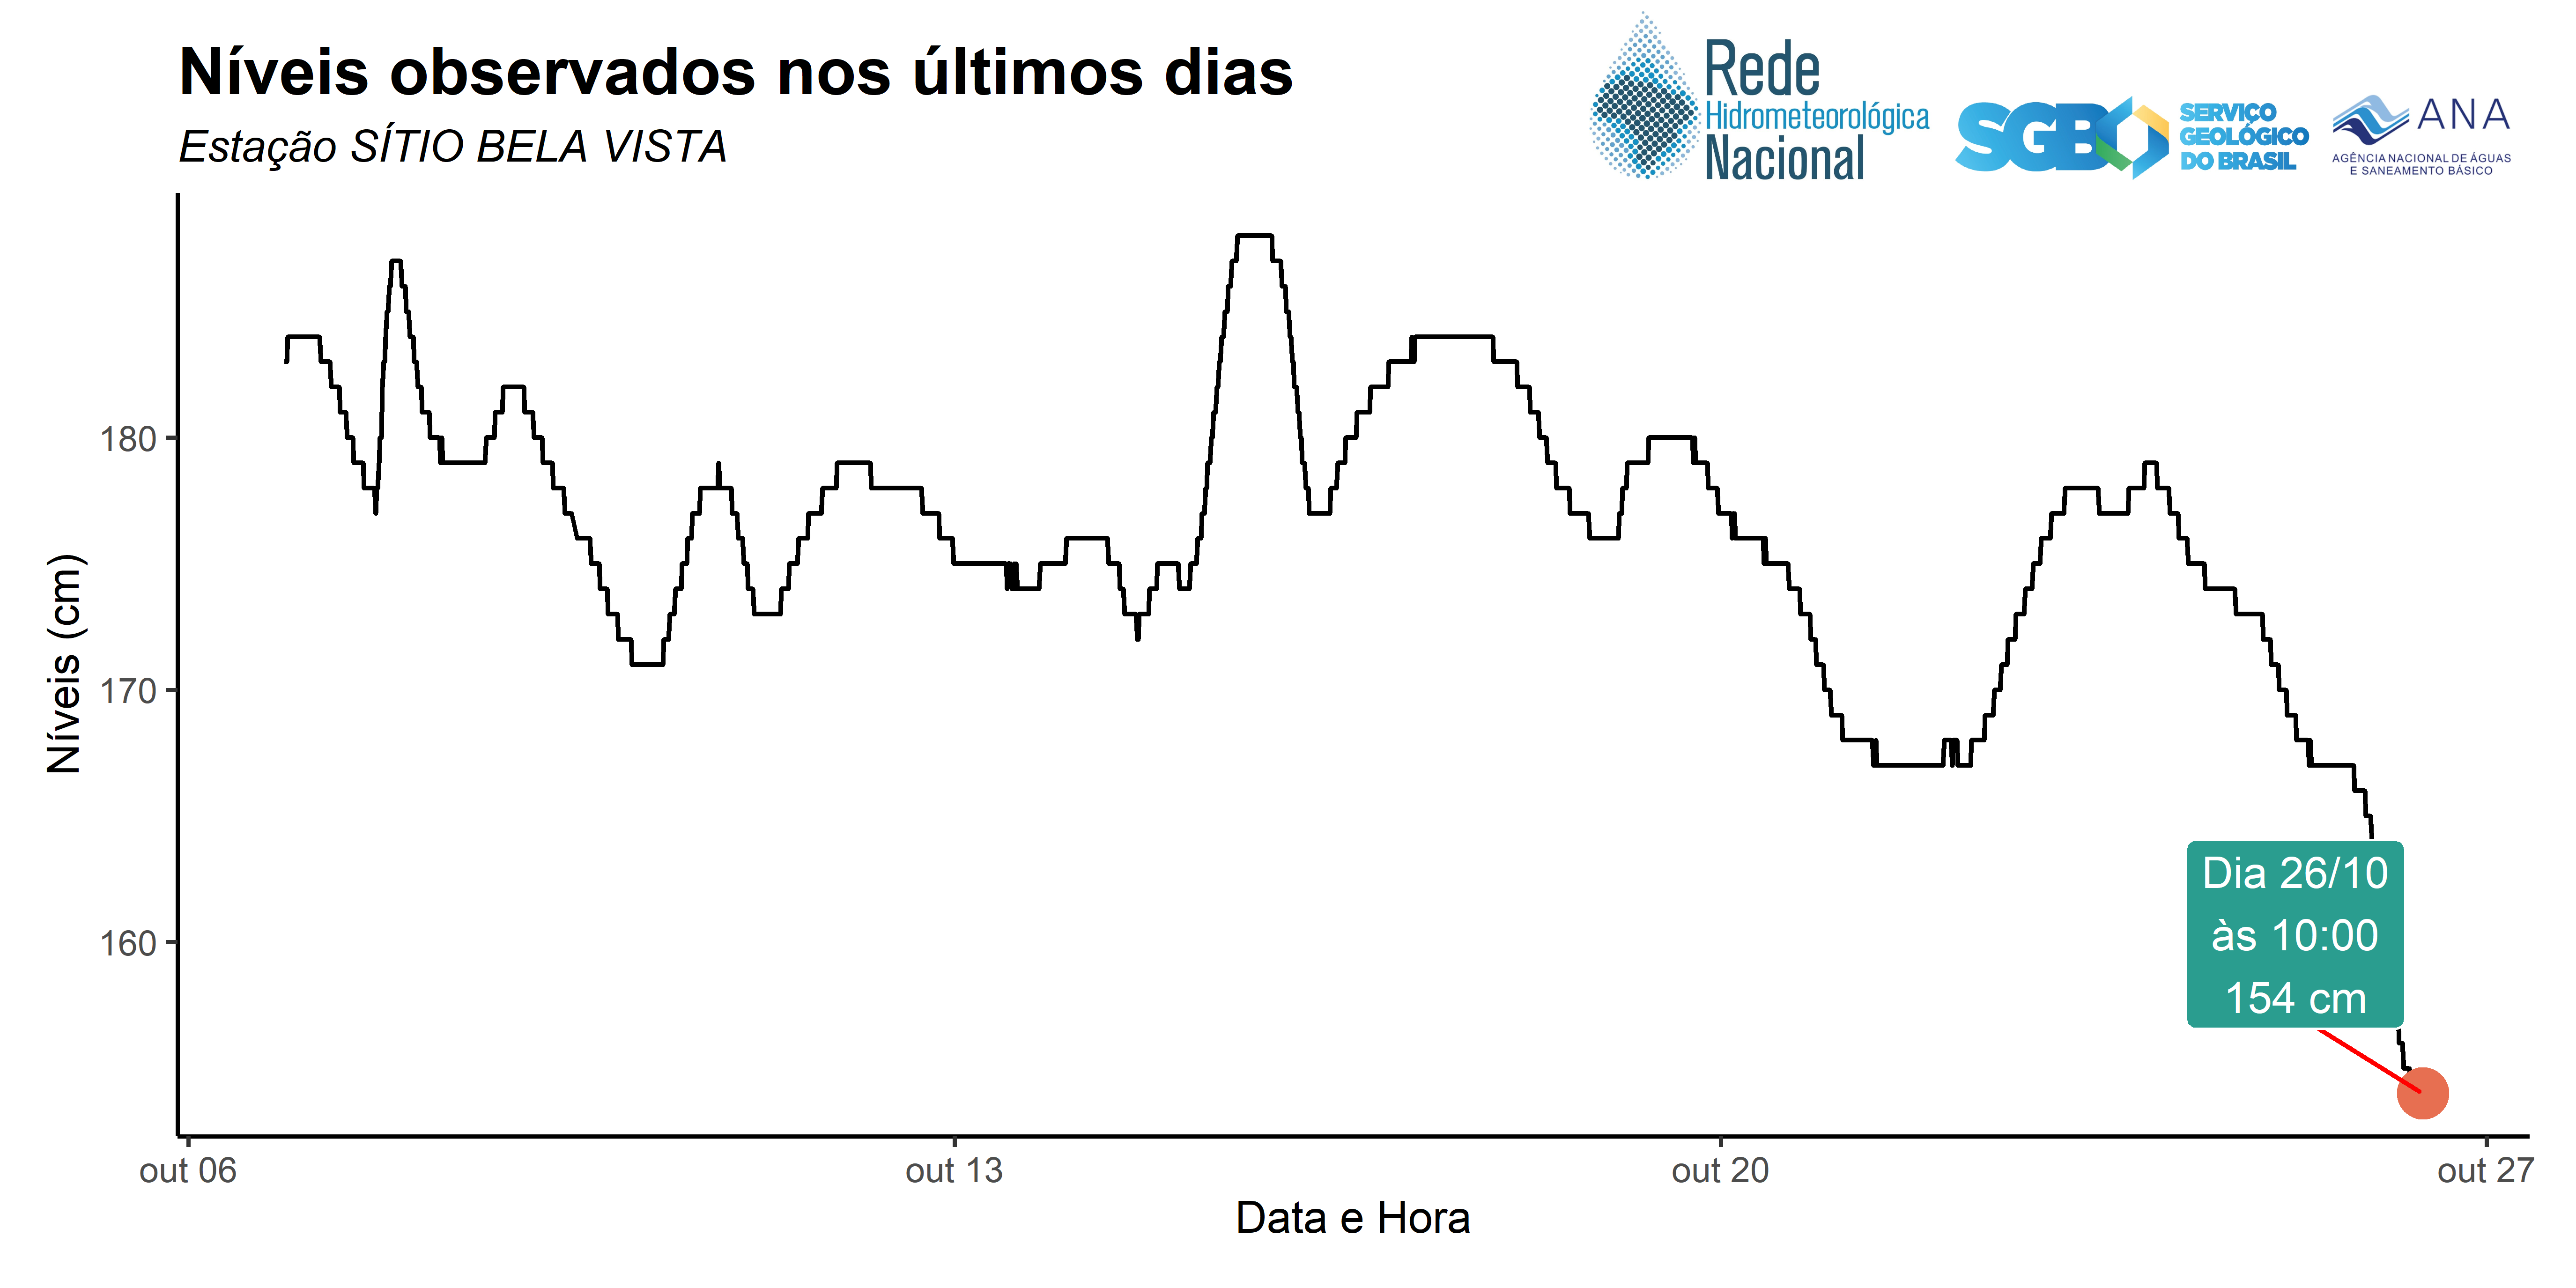 Níveis observados nos últimos dias
Estação SÍTIO BELA VISTA
Rede
Hidrometeorológica
Nacional
SGB
SERVIÇO
GEOLÓGICO
DO BRASIL
ANA
AGÊNCIA NACIONAL DE ÁGUAS
E SANEAMENTO BÁSICO
Níveis (cm)
180
170
160
Dia 26/10
às 10:00
154 cm
out 06
out 13
out 20
out 27
Data e Hora